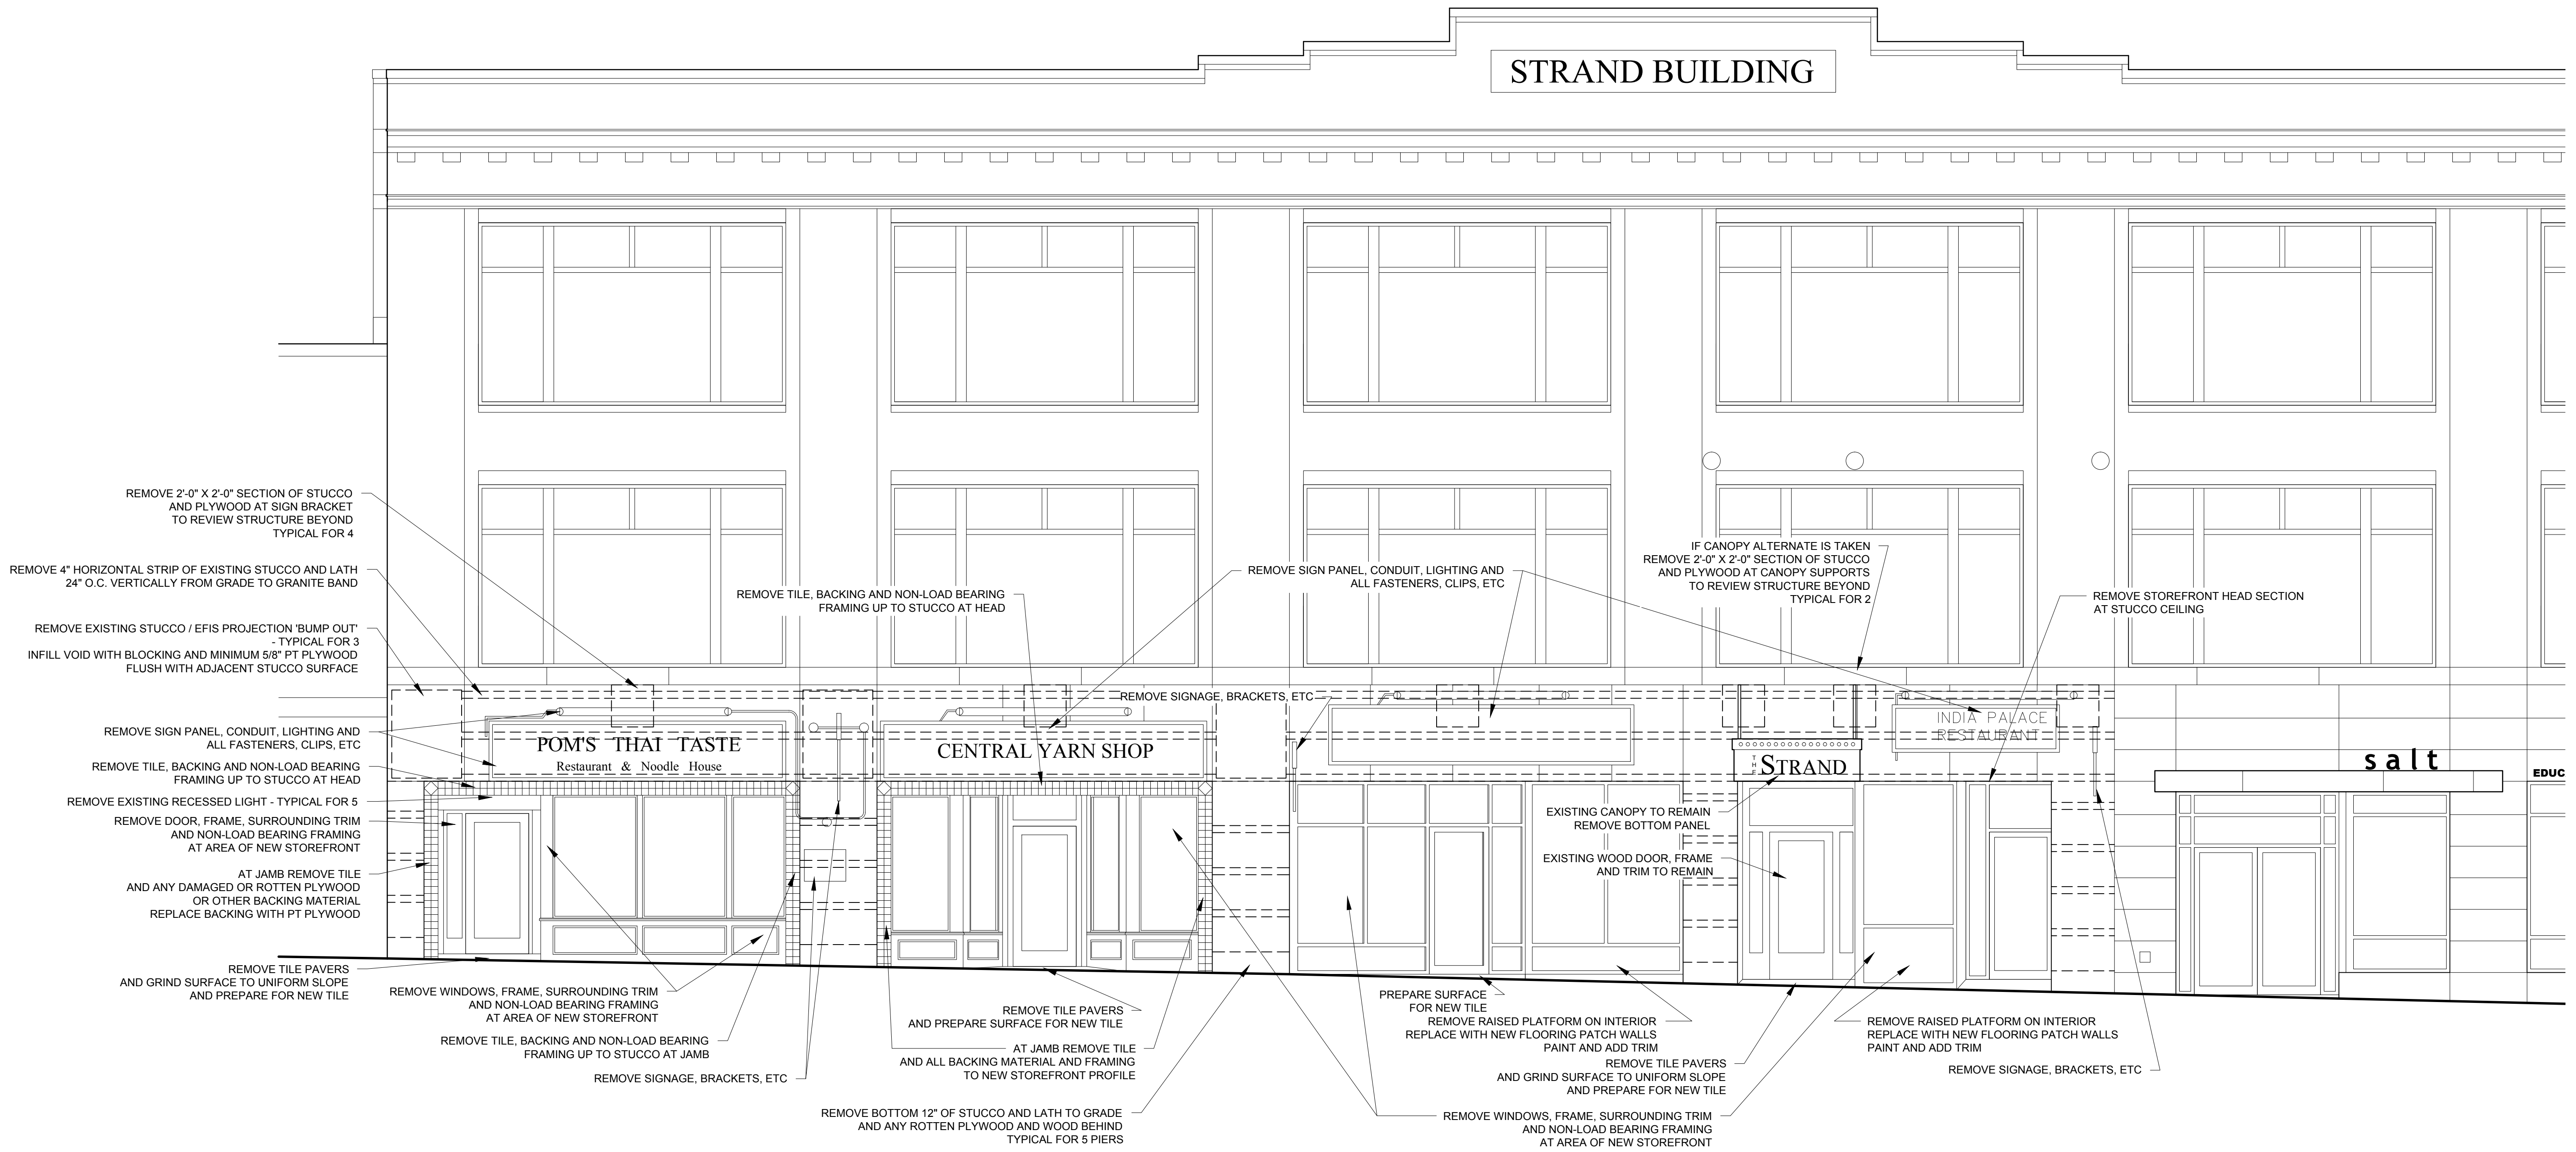 STRAND BUILDING
REMOVE 2'-0" X 2'-0" SECTION OF STUCCO
AND PLYWOOD AT SIGN BRACKET
TO REVIEW STRUCTURE BEYOND
TYPICAL FOR 4
REMOVE 4" HORIZONTAL STRIP OF EXISTING STUCCO AND LATH
24" O.C. VERTICALLY FROM GRADE TO GRANITE BAND
REMOVE EXISTING STUCCO / EFIS PROJECTION 'BUMP OUT'
- TYPICAL FOR 3
INFILL VOID WITH BLOCKING AND MINIMUM 5/8" PT PLYWOOD
FLUSH WITH ADJACENT STUCCO SURFACE
REMOVE SIGN PANEL, CONDUIT, LIGHTING AND
ALL FASTENERS, CLIPS, ETC
REMOVE TILE, BACKING AND NON-LOAD BEARING
FRAMING UP TO STUCCO AT HEAD
REMOVE EXISTING RECESSED LIGHT - TYPICAL FOR 5
REMOVE DOOR, FRAME, SURROUNDING TRIM
AND NON-LOAD BEARING FRAMING
AT AREA OF NEW STOREFRONT
AT JAMB REMOVE TILE
AND ANY DAMAGED OR ROTTEN PLYWOOD
OR OTHER BACKING MATERIAL
REPLACE BACKING WITH PT PLYWOOD
REMOVE TILE PAVERS
AND GRIND SURFACE TO UNIFORM SLOPE
AND PREPARE FOR NEW TILE
REMOVE WINDOWS, FRAME, SURROUNDING TRIM
AND NON-LOAD BEARING FRAMING
AT AREA OF NEW STOREFRONT
REMOVE TILE, BACKING AND NON-LOAD BEARING
FRAMING UP TO STUCCO AT JAMB
REMOVE SIGNAGE, BRACKETS, ETC
POM'S THAI TASTE
Restaurant & Noodle House
REMOVE TILE, BACKING AND NON-LOAD BEARING
FRAMING UP TO STUCCO AT HEAD
CENTRAL YARN SHOP
REMOVE SIGN PANEL, CONDUIT, LIGHTING AND
ALL FASTENERS, CLIPS, ETC
REMOVE SIGNAGE, BRACKETS, ETC
IF CANOPY ALTERNATE IS TAKEN
REMOVE 2'-0" X 2'-0" SECTION OF STUCCO
AND PLYWOOD AT CANOPY SUPPORTS
TO REVIEW STRUCTURE BEYOND
TYPICAL FOR 2
REMOVE STOREFRONT HEAD SECTION
AT STUCCO CEILING
INDIA PALACE
RESTAURANT
THE STRAND
salt
EDUC
EXISTING CANOPY TO REMAIN
REMOVE BOTTOM PANEL
EXISTING WOOD DOOR, FRAME
AND TRIM TO REMAIN
REMOVE TILE PAVERS
AND PREPARE SURFACE FOR NEW TILE
AT JAMB REMOVE TILE
AND ALL BACKING MATERIAL AND FRAMING
TO NEW STOREFRONT PROFILE
REMOVE BOTTOM 12" OF STUCCO AND LATH TO GRADE
AND ANY ROTTEN PLYWOOD AND WOOD BEHIND
TYPICAL FOR 5 PIERS
PREPARE SURFACE
FOR NEW TILE
REMOVE RAISED PLATFORM ON INTERIOR
REPLACE WITH NEW FLOORING PATCH WALLS
PAINT AND ADD TRIM
REMOVE TILE PAVERS
AND GRIND SURFACE TO UNIFORM SLOPE
AND PREPARE FOR NEW TILE
REMOVE WINDOWS, FRAME, SURROUNDING TRIM
AND NON-LOAD BEARING FRAMING
AT AREA OF NEW STOREFRONT
REMOVE RAISED PLATFORM ON INTERIOR
REPLACE WITH NEW FLOORING PATCH WALLS
PAINT AND ADD TRIM
REMOVE SIGNAGE, BRACKETS, ETC